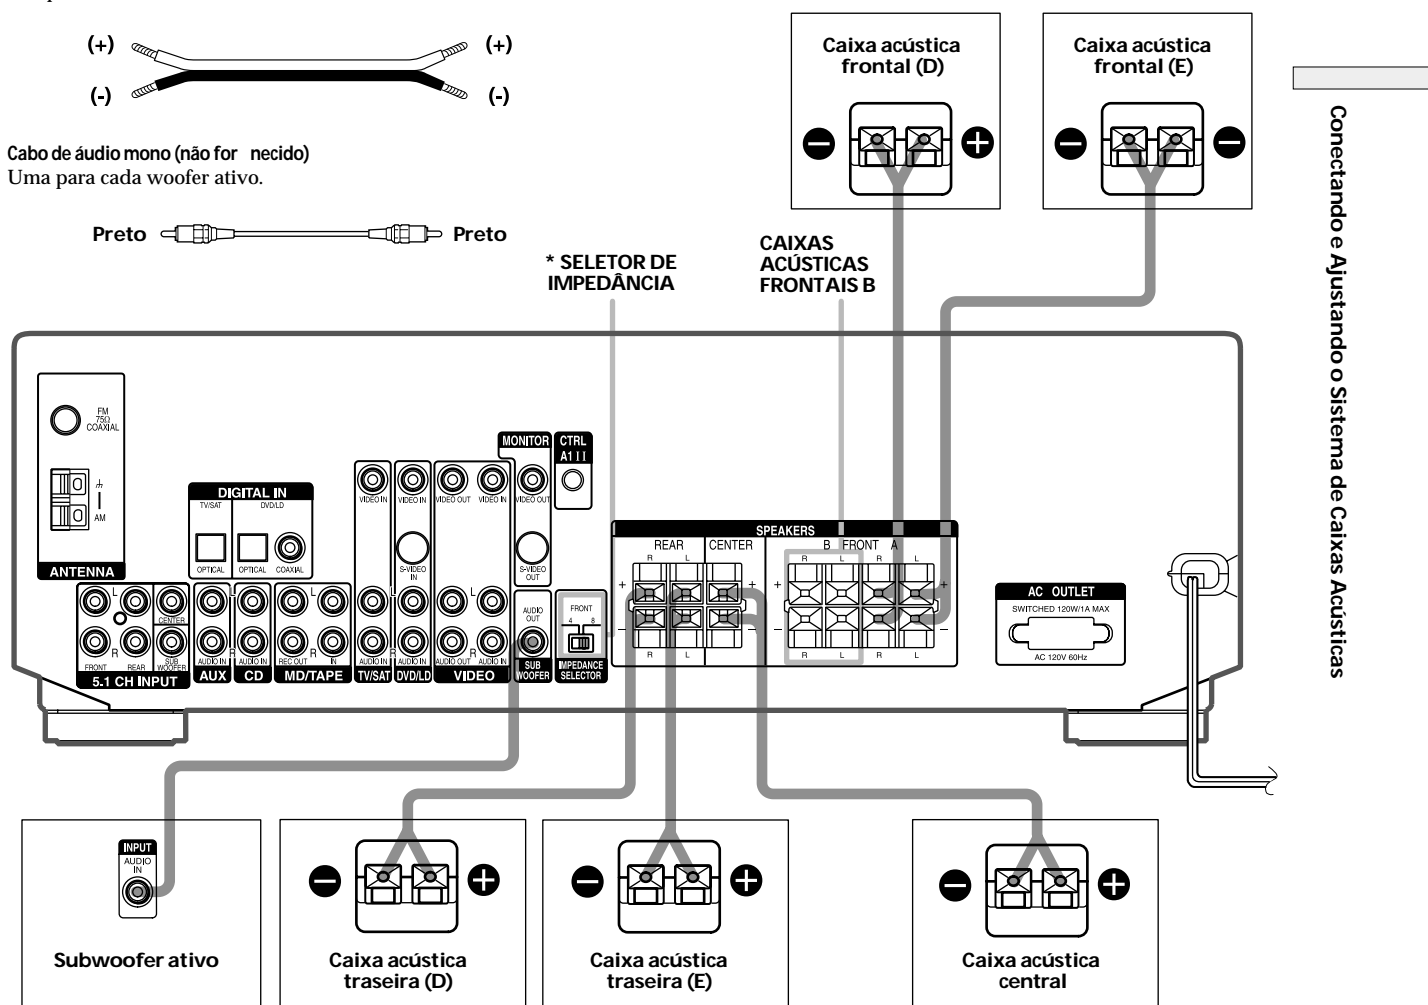 (+)
(+)
(-)
(-)
Cabo de áudio mono (não for necido)
Uma para cada woofer ativo.
Preto
Preto
* SELETOR DE
IMPEDÂNCIA
CAIXAS
ACÚSTICAS
FRONTAIS B
Caixa acústica
frontal (D)
Caixa acústica
frontal (E)
Conectando e Ajustando o Sistema de Caixas Acústicas
FM
75Ω
COAXIAL
AM
ANTENNA
DIGITAL IN
TV/SAT
DVD/LD
OPTICAL
OPTICAL
COAXIAL
MONITOR
CTRL
A1 II
VIDEO IN
VIDEO IN
VIDEO OUT
VIDEO IN
VIDEO OUT
S-VIDEO
IN
S-VIDEO
OUT
L
R
CENTER
FRONT
REAR
SUB
WOOFER
5.1 CH INPUT
L
R
AUDIO IN
AUDIO IN
AUX
CD
L
R
REC OUT
IN
MD/TAPE
L
R
AUDIO IN
AUDIO IN
TV/SAT
DVD/LD
L
R
AUDIO OUT
AUDIO IN
VIDEO
AUDIO
OUT
SUB
WOOFER
FRONT
4 8
IMPEDANCE
SELECTOR
SPEAKERS
REAR
CENTER
B FRONT A
R L
R L R L
+ + +
– – –
R L
R L
AC OUTLET
SWITCHED 120W/1A MAX
AC 120V 60Hz
INPUT
AUDIO
IN
Subwoofer ativo
Caixa acústica
traseira (D)
Caixa acústica
traseira (E)
Caixa acústica
central